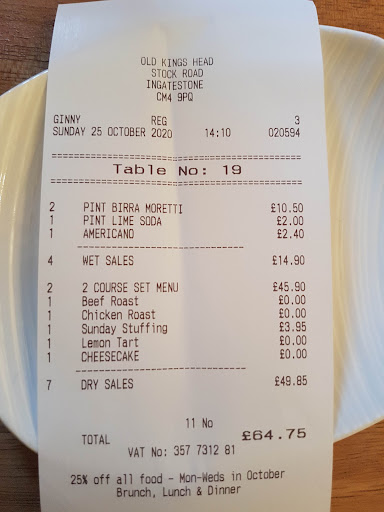 OLD KINGS HEAD
STOCK ROAD
INGATESTONE
CM4 9PQ
GINNY REG 3
SUNDAY 25 OCTOBER 2020 14:10 020594
Table No: 19
2 PINT BIRRA MORETTI £10.50
1 PINT LIME SODA £2.00
1 AMERICANO £2.40
4 WET SALES £14.90
2 2 COURSE SET MENU £45.90
1 Beef Roast £0.00
1 Chicken Roast £0.00
1 Sunday Stuffing £3.95
1 Lemon Tart £0.00
1 CHEESECAKE £0.00
7 DRY SALES £49.85
11 No
TOTAL £64.75
VAT No: 357 7312 81
25% off all food - Mon-Weds in October
Brunch, Lunch & Dinner